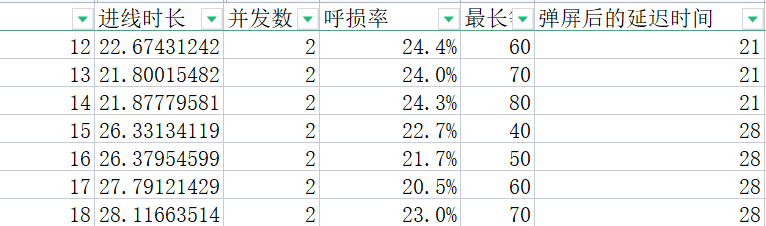 进线时长 并发数 呼损率 最长 弹屏后的延迟时间
12 22.67431242 2 24.4% 60 21
13 21.80015482 2 24.0% 70 21
14 21.87779581 2 24.3% 80 21
15 26.33134119 2 22.7% 40 28
16 26.37954599 2 21.7% 50 28
17 27.79121429 2 20.5% 60 28
18 28.11663514 2 23.0% 70 28